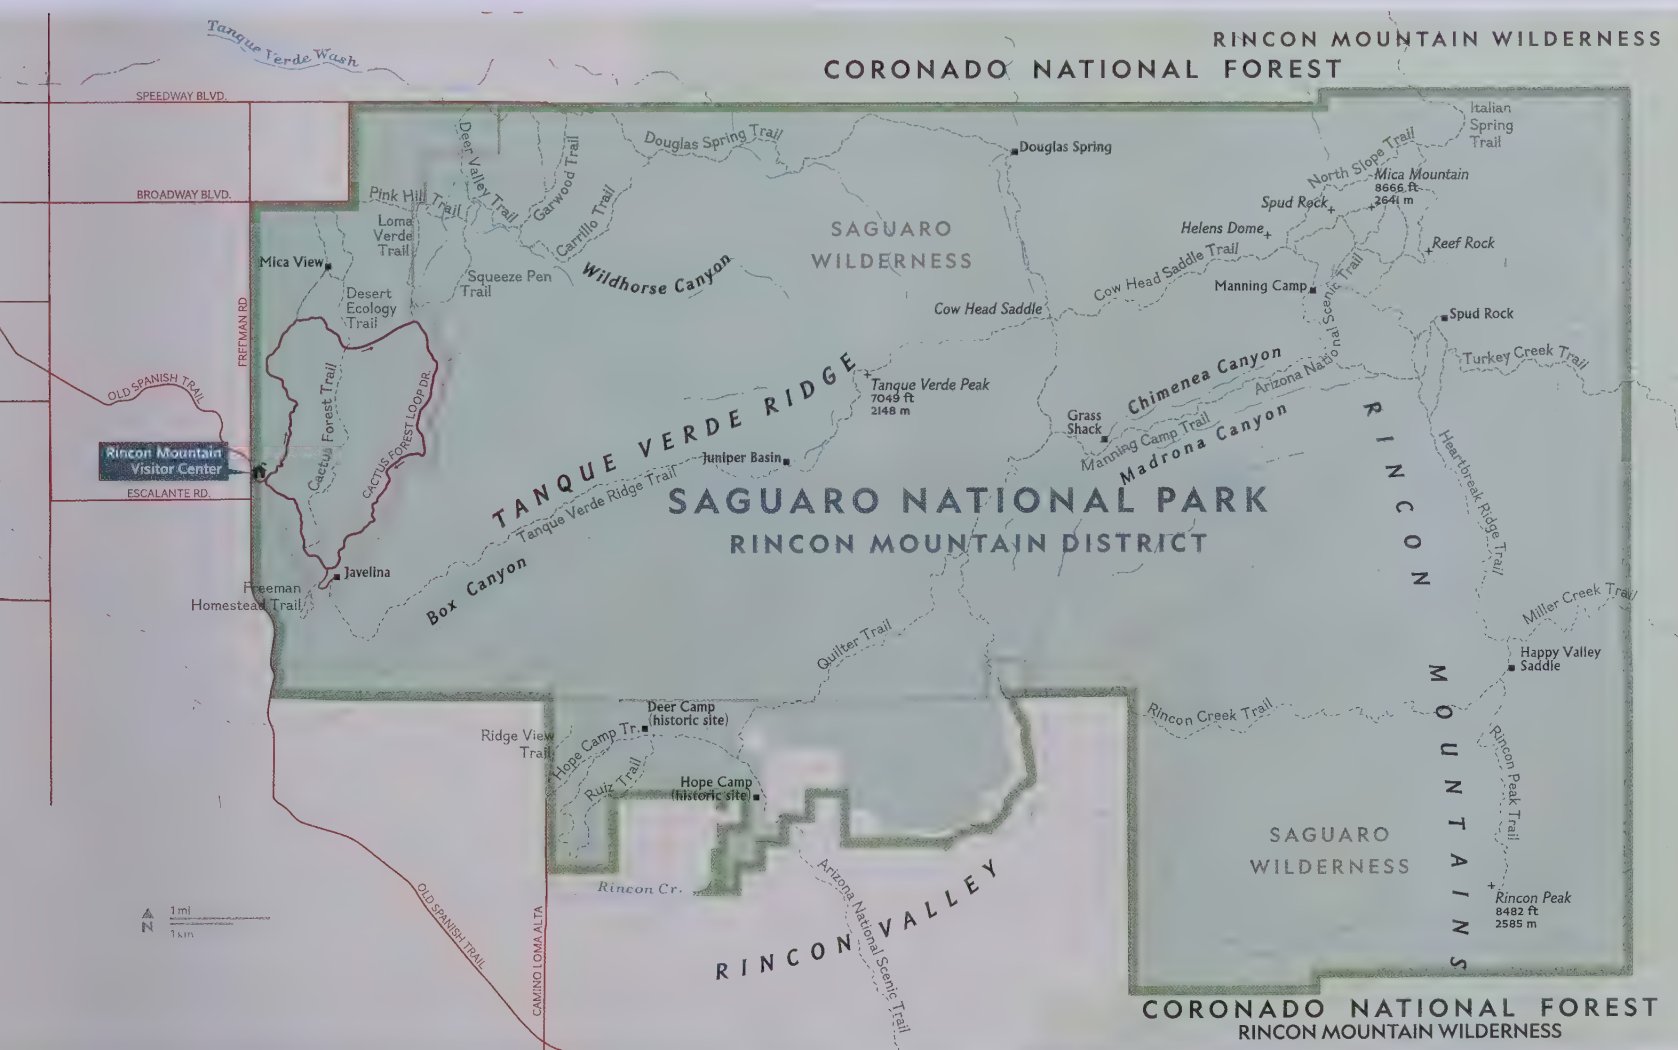 Tanque Verde Wash
RINCON MOUNTAIN WILDERNESS
CORONADO NATIONAL FOREST
SPEEDWAY BLVD.
Italian
Spring
Trail
Deer Valley Trail
Garwood Trail
Douglas Spring Trail
Douglas Spring
North Slope Trail
Mica Mountain
8666 ft
2641 m
BROADWAY BLVD.
Pink Hill Trail
Carrillo Trail
Spud Rock
Loma
Verde
Trail
SAGUARO
WILDERNESS
Helens Dome
Reef Rock
Mica View
Wildhorse Canyon
Squeeze Pen
Trail
Cow Head Saddle Trail
Manning Camp
Desert
Ecology
Trail
Cow Head Saddle
Spud Rock
FREEMAN RD
Arizona National Scenic Trail
Turkey Creek Trail
OLD SPANISH TRAIL
Cactus Forest Trail
CACTUS FOREST LOOP DR.
TANQUE VERDE RIDGE
Tanque Verde Peak
7049 ft
2148 m
Chimenea Canyon
Grass
Shack
Manning Camp Trail
Madrona Canyon
RINCON MOUNTAINS
Rincon Mountain
Visitor Center
Juniper Basin
Heartbreak Ridge Trail
ESCALANTE RD.
Tanque Verde Ridge Trail
SAGUARO NATIONAL PARK
RINCON MOUNTAIN DISTRICT
Javelina
Box Canyon
Freeman
Homestead Trail
Miller Creek Trail
Quilter Trail
Happy Valley
Saddle
Deer Camp
(historic site)
Rincon Creek Trail
Ridge View
Trail
Hope Camp Tr.
Rincon Peak Trail
Ruiz Trail
Hope Camp
(historic site)
SAGUARO
WILDERNESS
Rincon Cr.
Arizona National Scenic Trail
RINCON VALLEY
Rincon Peak
8482 ft
2585 m
OLD SPANISH TRAIL
CAMINO LOMA ALTA
1 mi
N
1 km
CORONADO NATIONAL FOREST
RINCON MOUNTAIN WILDERNESS